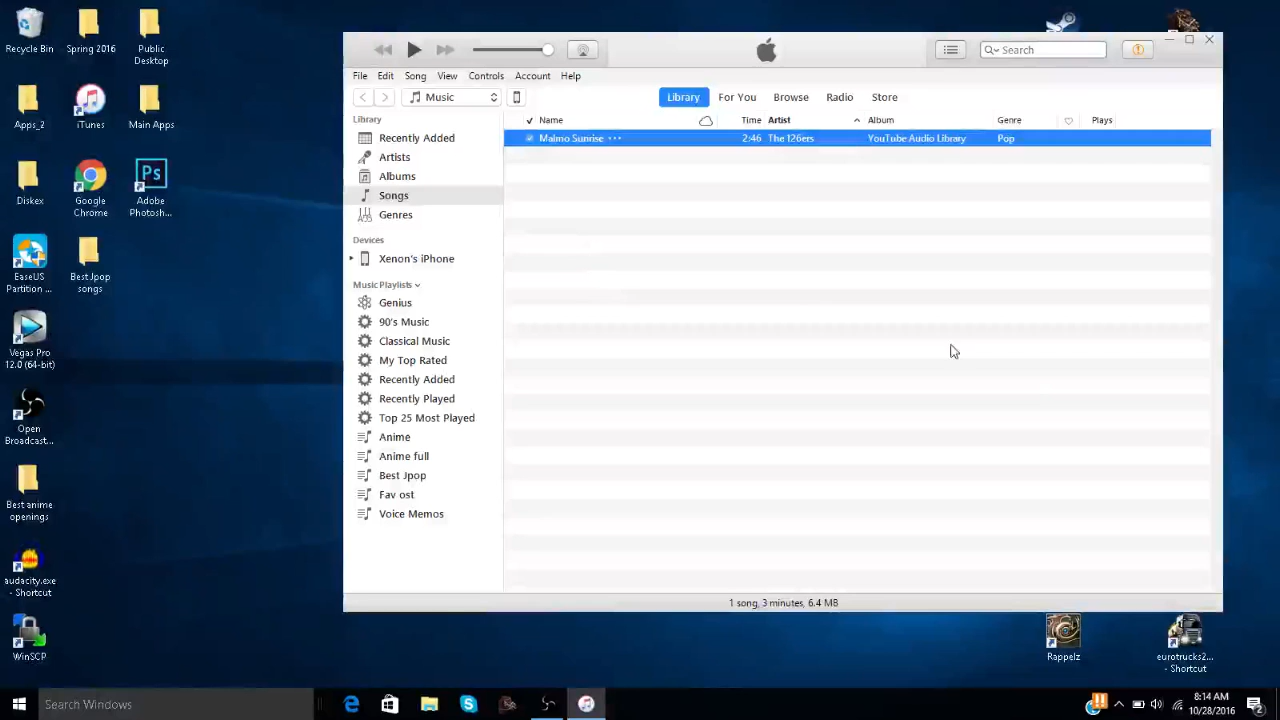 Recycle Bin
Spring 2016
Public Desktop
Apps_2
iTunes
Main Apps
Diskex
Google Chrome
Ps
Adobe Photosh...
EaseUS Partition ...
Best Jpop songs
Vegas Pro 12.0 (64-bit)
Open Broadcast...
Best anime openings
audacity.exe - Shortcut
WinSCP
Search
File Edit Song View Controls Account Help
Music
Library For You Browse Radio Store
Library
Recently Added
Artists
Albums
Songs
Genres
Devices
Xenon's iPhone
Music Playlists
Genius
90's Music
Classical Music
My Top Rated
Recently Added
Recently Played
Top 25 Most Played
Anime
Anime full
Best Jpop
Fav ost
Voice Memos
Name Time Artist Album Genre Plays
Malmo Sunrise ••• 2:46 The 126ers YouTube Audio Library Pop
1 song, 3 minutes, 6.4 MB
Rappelz
eurotrucks2... - Shortcut
Search Windows
8:14 AM
10/28/2016
2